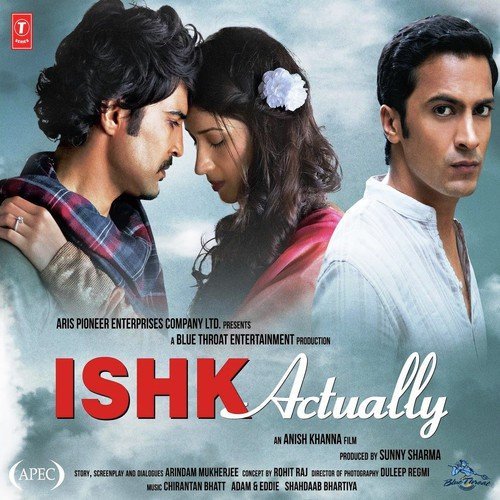 T
SERIES
ARIS PIONEER ENTERPRISES COMPANY LTD. PRESENTS
A BLUE THROAT ENTERTAINMENT PRODUCTION
ISHK Actually
AN ANISH KHANNA FILM
PRODUCED BY SUNNY SHARMA
STORY, SCREENPLAY AND DIALOGUES ARINDAM MUKHERJEE CONCEPT BY ROHIT RAJ DIRECTOR OF PHOTOGRAPHY DULEEP REGMI
MUSIC CHIRANTAN BHATT ADAM & EDDIE SHAHDAAB BHARTIYA
APEC
Blue Throat